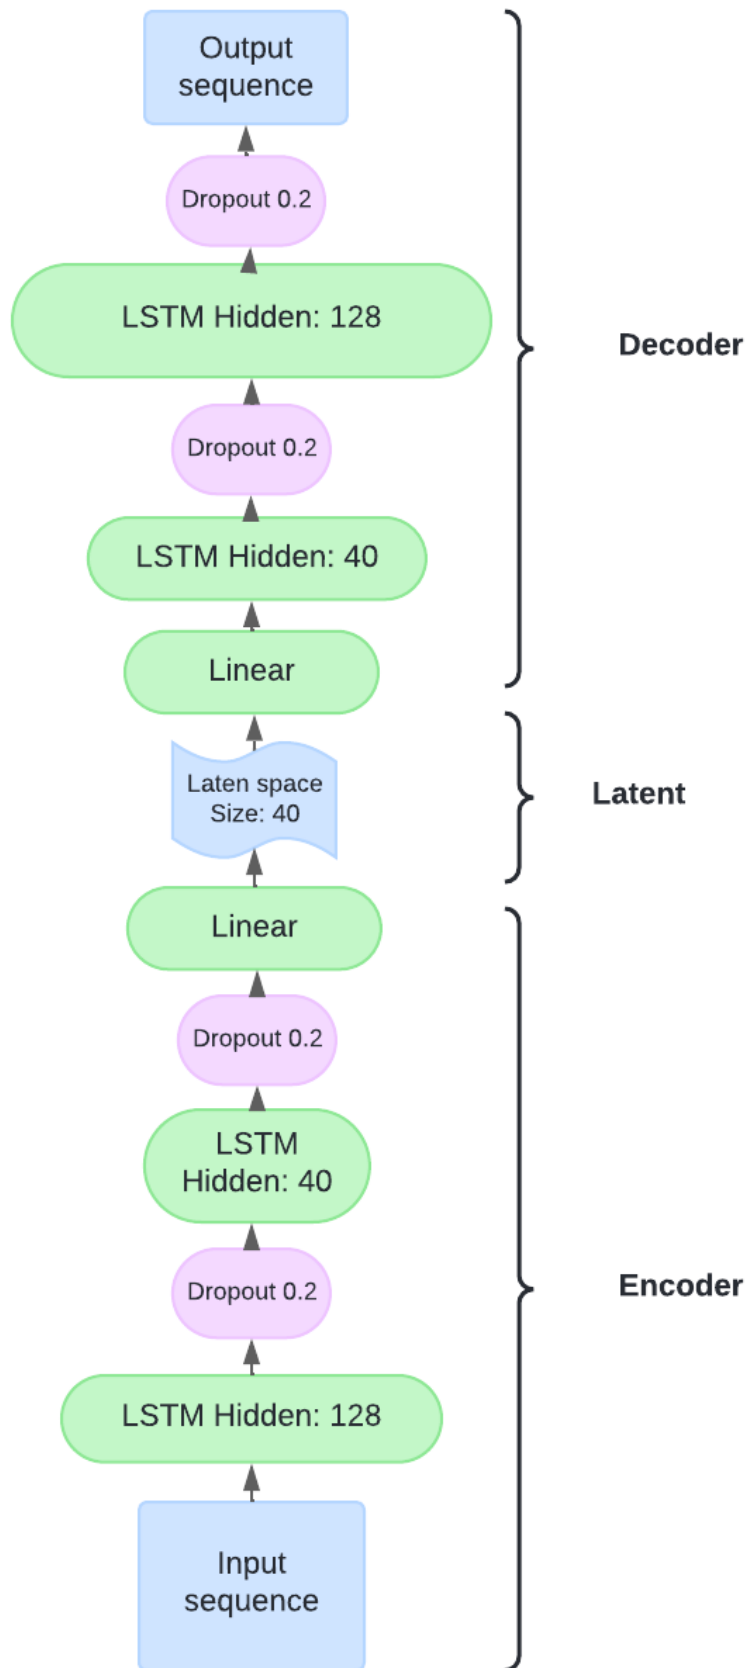 Output
sequence
Dropout 0.2
LSTM Hidden: 128
Decoder
Dropout 0.2
LSTM Hidden: 40
Linear
Laten space
Size: 40
Latent
Linear
Dropout 0.2
LSTM
Hidden: 40
Dropout 0.2
Encoder
LSTM Hidden: 128
Input
sequence